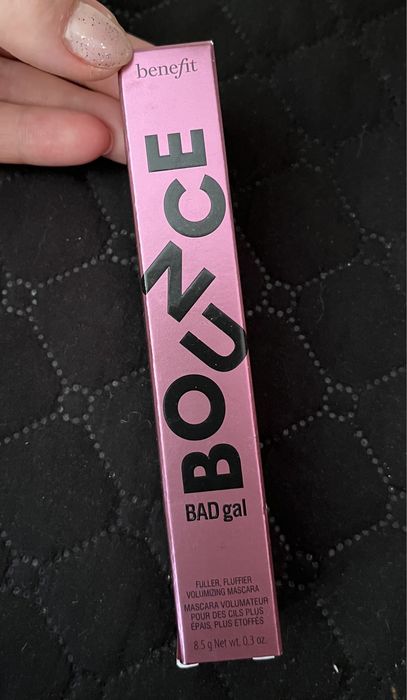 benefit
BOUNCE
BAD gal
FULLER, FLUFFIER
VOLUMIZING MASCARA
MASCARA VOLUMATEUR
POUR DES CILS PLUS
ÉPAIS, PLUS ÉTOFFÉS
8.5 g Net wt. 0.3 oz.